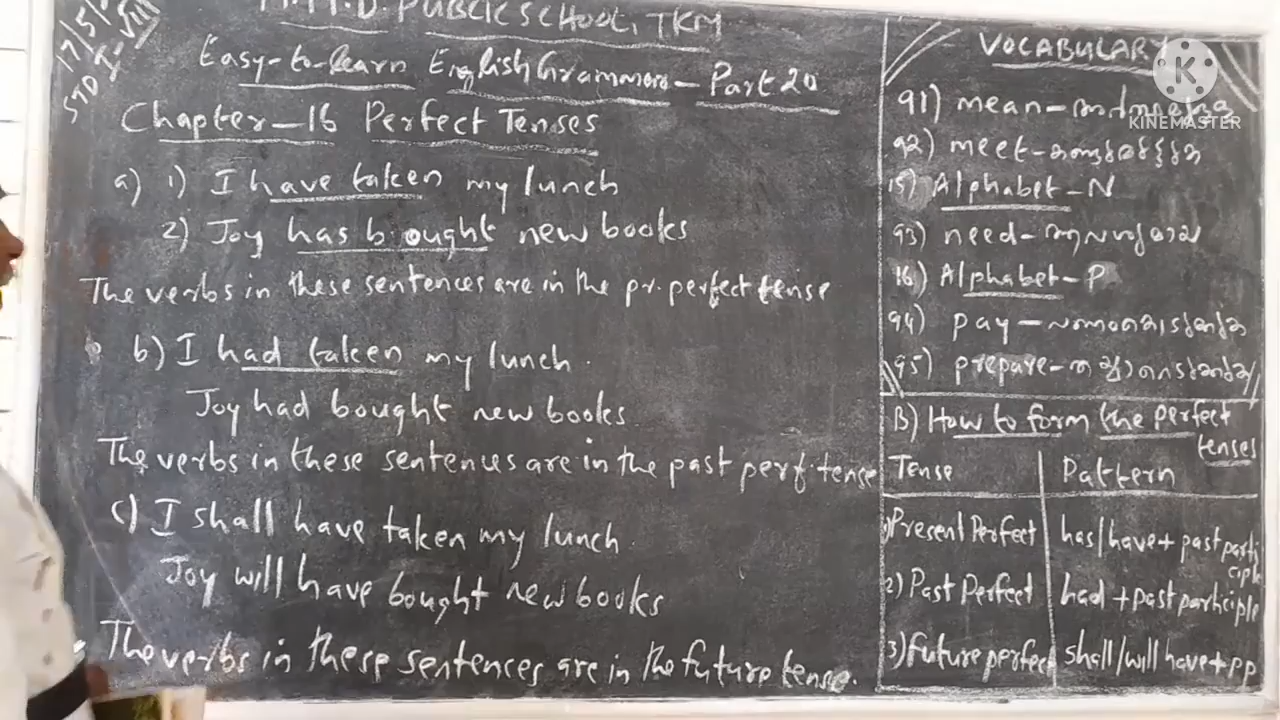 17/5/
STD I-VII
PUBLIC SCHOOL, TKM
Easy-to-learn English Grammar - Part 20
Chapter-16 Perfect Tenses
a) 1) I have taken my lunch
2) Joy has bought new books
The verbs in these sentences are in the pr. perfect tense
b) I had taken my lunch.
Joy had bought new books.
The verbs in these sentences are in the past perf. tense
c) I shall have taken my lunch.
Joy will have bought new books
The verbs in these sentences are in the future tense.
VOCABULARY
KINEMASTER
91) mean -
92) meet -
15) Alphabet - N
93) need -
16) Alphabet - P
94) pay -
95) prepare -
B) How to form the Perfect
tenses
Tense Pattern
1) Present Perfect has/have + past parti
ciple
2) Past Perfect had + past participle
3) Future perfect shall/will have + pp